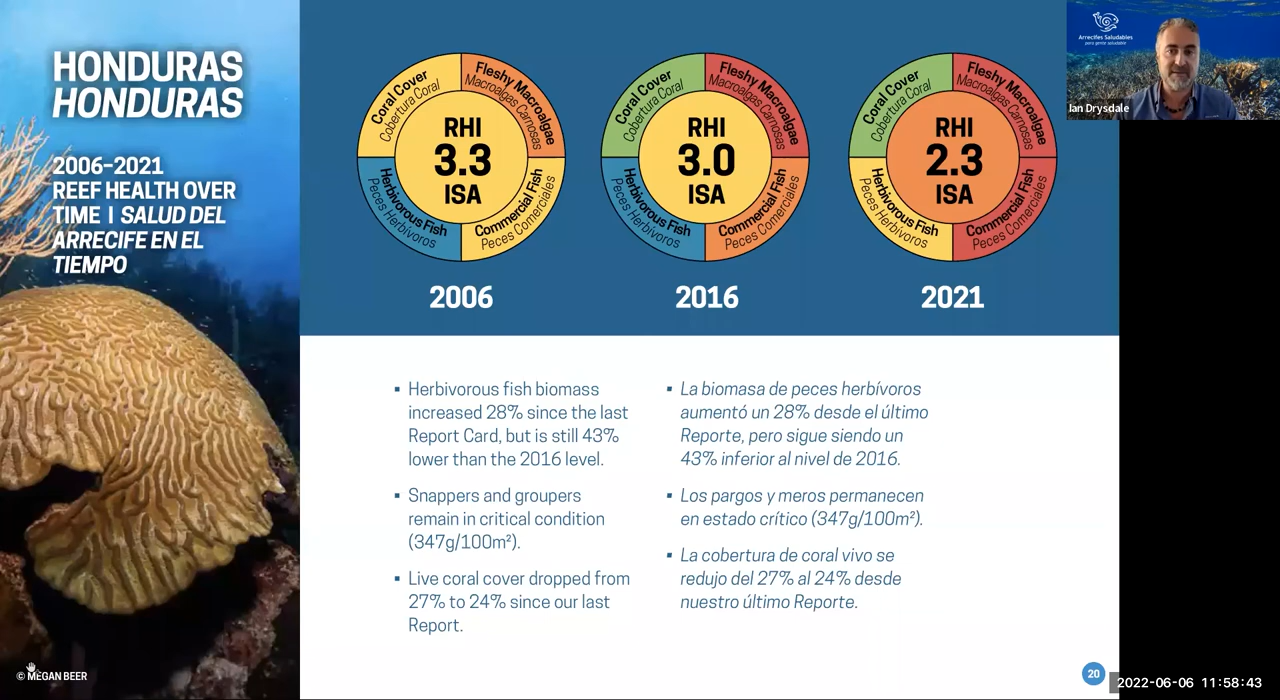 HONDURAS
HONDURAS
2006–2021
REEF HEALTH OVER
TIME | SALUD DEL
ARRECIFE EN EL
TIEMPO
© MEGAN BEER
Coral Cover
Cobertura Coral
Fleshy Macroalgae
Macroalgas Carnosas
Herbivorous Fish
Peces Herbívoros
Commercial Fish
Peces Comerciales
RHI
3.3
ISA
2006
Coral Cover
Cobertura Coral
Fleshy Macroalgae
Macroalgas Carnosas
Herbivorous Fish
Peces Herbívoros
Commercial Fish
Peces Comerciales
RHI
3.0
ISA
2016
Coral Cover
Cobertura Coral
Fleshy Macroalgae
Macroalgas Carnosas
Herbivorous Fish
Peces Herbívoros
Commercial Fish
Peces Comerciales
RHI
2.3
ISA
2021
Arrecifes Saludables
para gente saludable
Ian Drysdale
▪ Herbivorous fish biomass
increased 28% since the last
Report Card, but is still 43%
lower than the 2016 level.
▪ Snappers and groupers
remain in critical condition
(347g/100m²).
▪ Live coral cover dropped from
27% to 24% since our last
Report.
▪ La biomasa de peces herbívoros
aumentó un 28% desde el último
Reporte, pero sigue siendo un
43% inferior al nivel de 2016.
▪ Los pargos y meros permanecen
en estado crítico (347g/100m²).
▪ La cobertura de coral vivo se
redujo del 27% al 24% desde
nuestro último Reporte.
20
2022-06-06 11:58:43